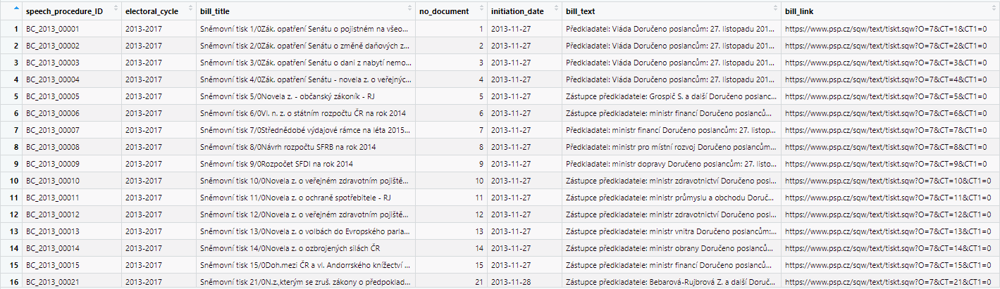 speech_procedure_ID electoral_cycle bill_title no_document initiation_date bill_text bill_link
1 BC_2013_00001 2013-2017 Sněmovní tisk 1/0Zák. opatření Senátu o pojistném na všeo... 1 2013-11-27 Předkladatel: Vláda Doručeno poslancům: 27. listopadu 201... https://www.psp.cz/sqw/text/tiskt.sqw?O=7&CT=1&CT1=0
2 BC_2013_00002 2013-2017 Sněmovní tisk 2/0Zák. opatření Senátu o změně daňových z... 2 2013-11-27 Předkladatel: Vláda Doručeno poslancům: 27. listopadu 201... https://www.psp.cz/sqw/text/tiskt.sqw?O=7&CT=2&CT1=0
3 BC_2013_00003 2013-2017 Sněmovní tisk 3/0Zák. opatření Senátu o dani z nabytí nemo... 3 2013-11-27 Předkladatel: Vláda Doručeno poslancům: 27. listopadu 201... https://www.psp.cz/sqw/text/tiskt.sqw?O=7&CT=3&CT1=0
4 BC_2013_00004 2013-2017 Sněmovní tisk 4/0Zák. opatření Senátu - novela z. o veřejnýc... 4 2013-11-27 Předkladatel: Vláda Doručeno poslancům: 27. listopadu 201... https://www.psp.cz/sqw/text/tiskt.sqw?O=7&CT=4&CT1=0
5 BC_2013_00005 2013-2017 Sněmovní tisk 5/0Novela z. - občanský zákoník - RJ 5 2013-11-27 Zástupce předkladatele: Grospič S. a další Doručeno poslanc... https://www.psp.cz/sqw/text/tiskt.sqw?O=7&CT=5&CT1=0
6 BC_2013_00006 2013-2017 Sněmovní tisk 6/0Vl. n. z. o státním rozpočtu ČR na rok 2014 6 2013-11-27 Zástupce předkladatele: ministr financí Doručeno poslanců... https://www.psp.cz/sqw/text/tiskt.sqw?O=7&CT=6&CT1=0
7 BC_2013_00007 2013-2017 Sněmovní tisk 7/0Střednědobé výdajové rámce na léta 2015... 7 2013-11-27 Předkladatel: ministr financí Doručeno poslancům: 27. listop... https://www.psp.cz/sqw/text/tiskt.sqw?O=7&CT=7&CT1=0
8 BC_2013_00008 2013-2017 Sněmovní tisk 8/0Návrh rozpočtu SFRB na rok 2014 8 2013-11-27 Předkladatel: ministr pro místní rozvoj Doručeno poslancům... https://www.psp.cz/sqw/text/tiskt.sqw?O=7&CT=8&CT1=0
9 BC_2013_00009 2013-2017 Sněmovní tisk 9/0Rozpočet SFDI na rok 2014 9 2013-11-27 Předkladatel: ministr dopravy Doručeno poslancům: 27. listo... https://www.psp.cz/sqw/text/tiskt.sqw?O=7&CT=9&CT1=0
10 BC_2013_00010 2013-2017 Sněmovní tisk 10/0Novela z. o veřejném zdravotním pojiště... 10 2013-11-27 Zástupce předkladatele: ministr zdravotnictví Doručeno posl... https://www.psp.cz/sqw/text/tiskt.sqw?O=7&CT=10&CT1=0
11 BC_2013_00011 2013-2017 Sněmovní tisk 11/0Novela z. o ochraně spotřebitele - RJ 11 2013-11-27 Zástupce předkladatele: ministr průmyslu a obchodu Doruč... https://www.psp.cz/sqw/text/tiskt.sqw?O=7&CT=11&CT1=0
12 BC_2013_00012 2013-2017 Sněmovní tisk 12/0Novela z. o veřejném zdravotním pojiště... 12 2013-11-27 Zástupce předkladatele: ministr zdravotnictví Doručeno posl... https://www.psp.cz/sqw/text/tiskt.sqw?O=7&CT=12&CT1=0
13 BC_2013_00013 2013-2017 Sněmovní tisk 13/0Novela z. o volbách do Evropského parla... 13 2013-11-27 Zástupce předkladatele: ministr vnitra Doručeno poslancům:... https://www.psp.cz/sqw/text/tiskt.sqw?O=7&CT=13&CT1=0
14 BC_2013_00014 2013-2017 Sněmovní tisk 14/0Novela z. o ozbrojených silách ČR 14 2013-11-27 Zástupce předkladatele: ministr obrany Doručeno poslancům... https://www.psp.cz/sqw/text/tiskt.sqw?O=7&CT=14&CT1=0
15 BC_2013_00015 2013-2017 Sněmovní tisk 15/0Doh.mezi ČR a vl. Andorrského knížectví ... 15 2013-11-27 Zástupce předkladatele: ministr financí Doručeno poslanců... https://www.psp.cz/sqw/text/tiskt.sqw?O=7&CT=15&CT1=0
16 BC_2013_00021 2013-2017 Sněmovní tisk 21/0N.z.,kterým se zruš. zákony o předpoklad... 21 2013-11-28 Zástupce předkladatele: Bebarová-Rujbrová Z. a další Doruč... https://www.psp.cz/sqw/text/tiskt.sqw?O=7&CT=21&CT1=0